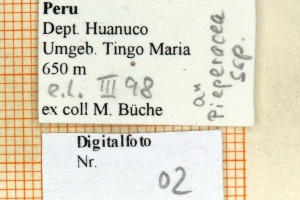 Peru
Dept. Huanuco
Umgeb. Tingo Maria
650 m
e.l. III 98
ex coll M. Büche
an
Piperacea
ssp.
Digitalfoto
Nr.
02